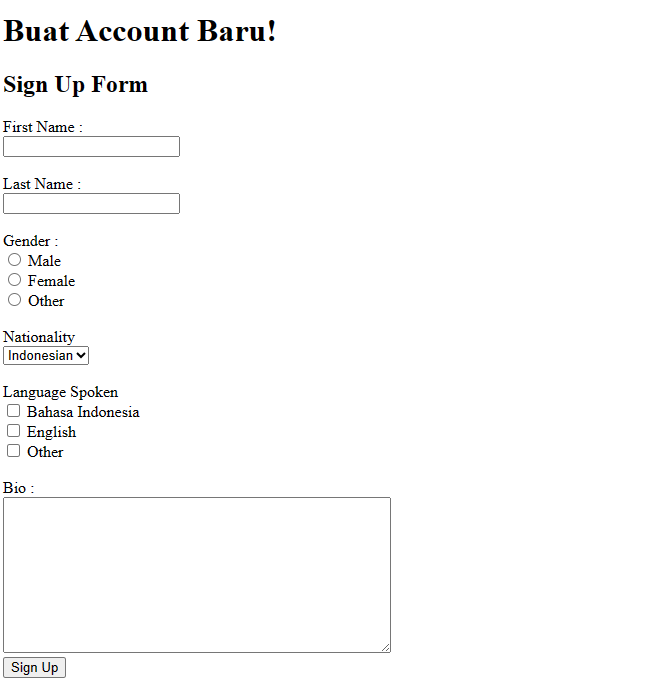 Buat Account Baru!
Sign Up Form
First Name :
Last Name :
Gender :
Male
Female
Other
Nationality
Indonesian
Language Spoken
Bahasa Indonesia
English
Other
Bio :
Sign Up